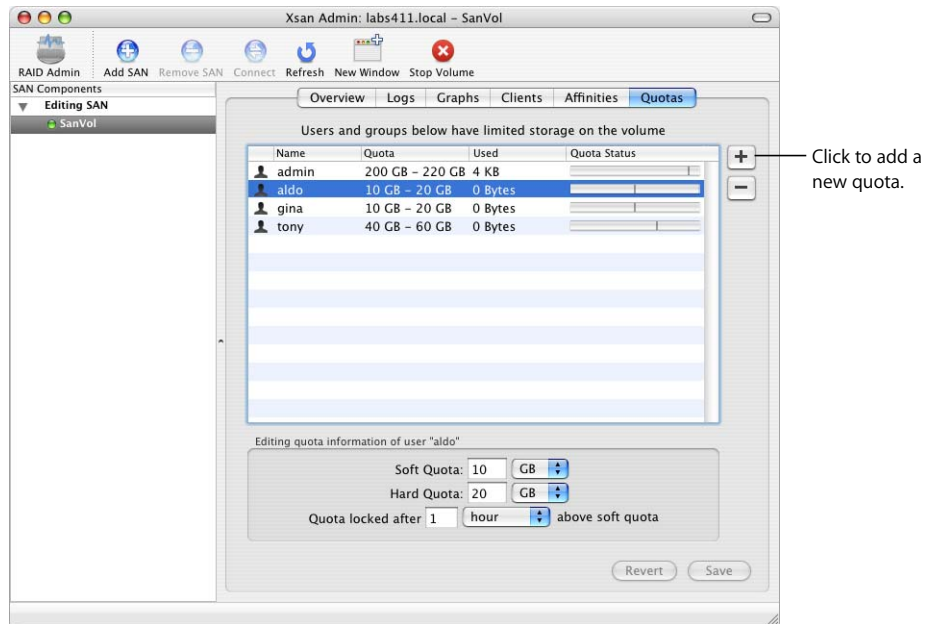 Xsan Admin: labs411.local – SanVol
RAID Admin Add SAN Remove SAN Connect Refresh New Window Stop Volume
SAN Components
Editing SAN
SanVol
Overview Logs Graphs Clients Affinities Quotas
Users and groups below have limited storage on the volume
Name Quota Used Quota Status
admin 200 GB – 220 GB 4 KB
aldo 10 GB – 20 GB 0 Bytes
gina 10 GB – 20 GB 0 Bytes
tony 40 GB – 60 GB 0 Bytes
Click to add a
new quota.
Editing quota information of user "aldo"
Soft Quota: 10 GB
Hard Quota: 20 GB
Quota locked after 1 hour above soft quota
Revert Save